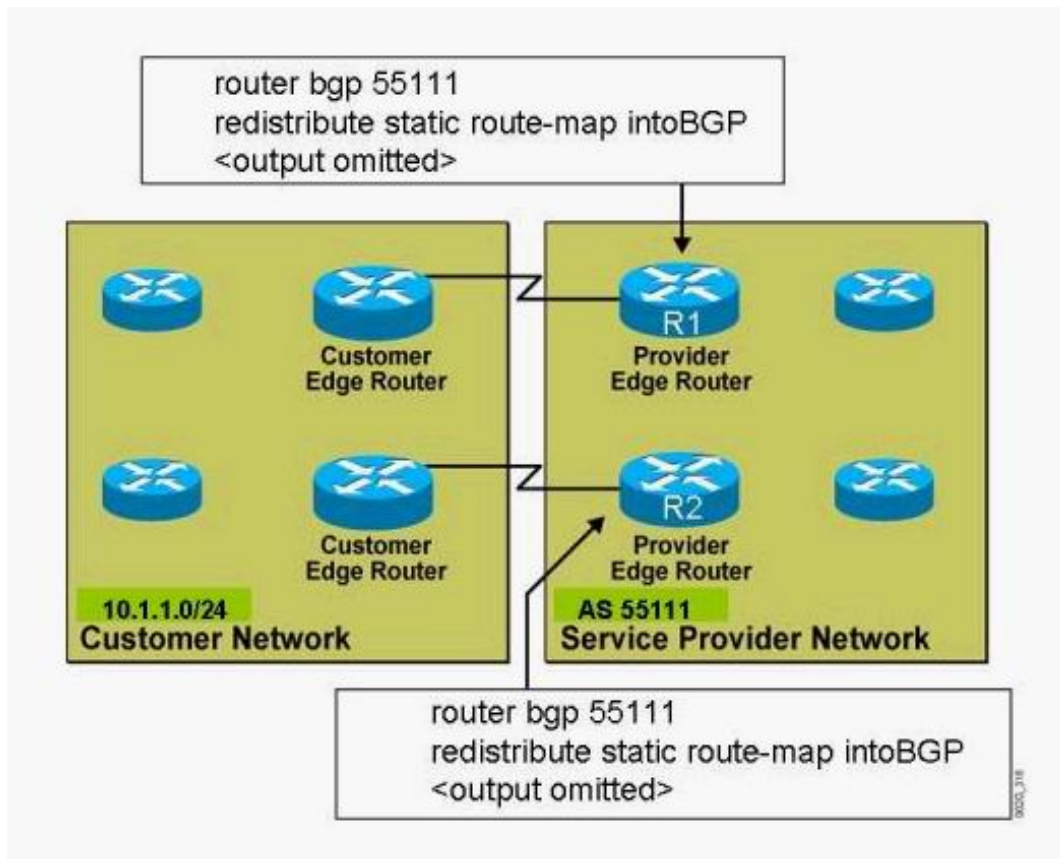 router bgp 55111
redistribute static route-map intoBGP
<output omitted>
R1
Customer
Edge Router
Provider
Edge Router
R2
Customer
Edge Router
Provider
Edge Router
10.1.1.0/24
Customer Network
AS 55111
Service Provider Network
router bgp 55111
redistribute static route-map intoBGP
<output omitted>